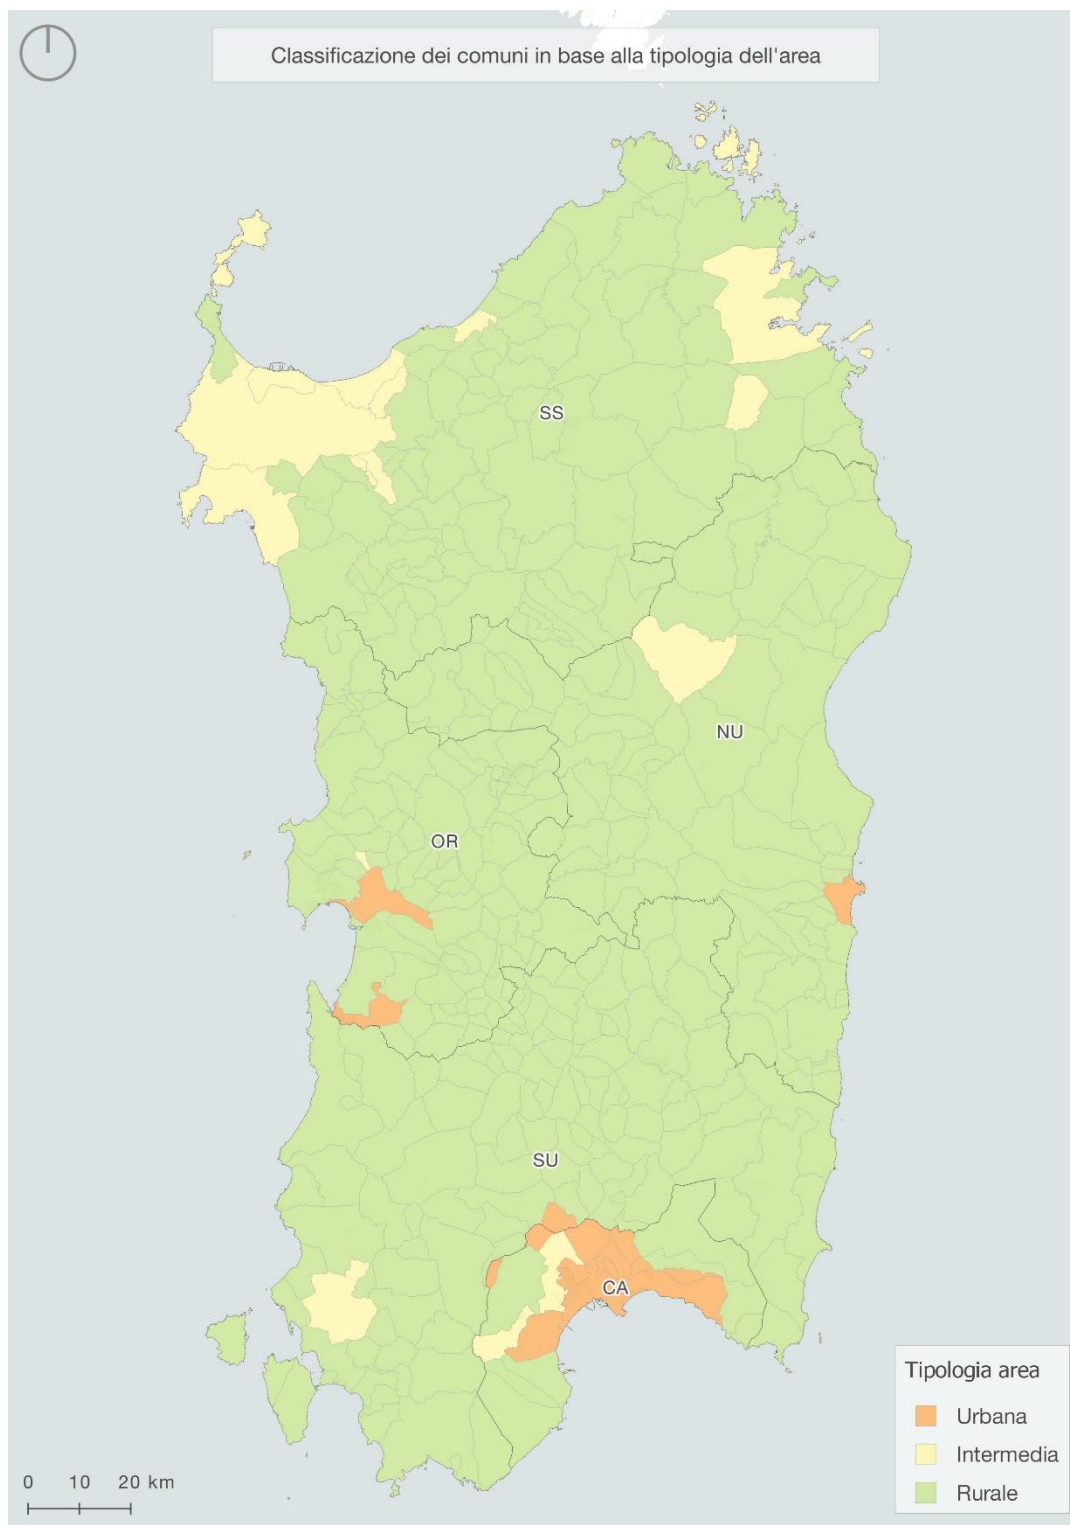 Classificazione dei comuni in base alla tipologia dell'area
SS
NU
OR
SU
CA
Tipologia area
Urbana
Intermedia
Rurale
0 10 20 km